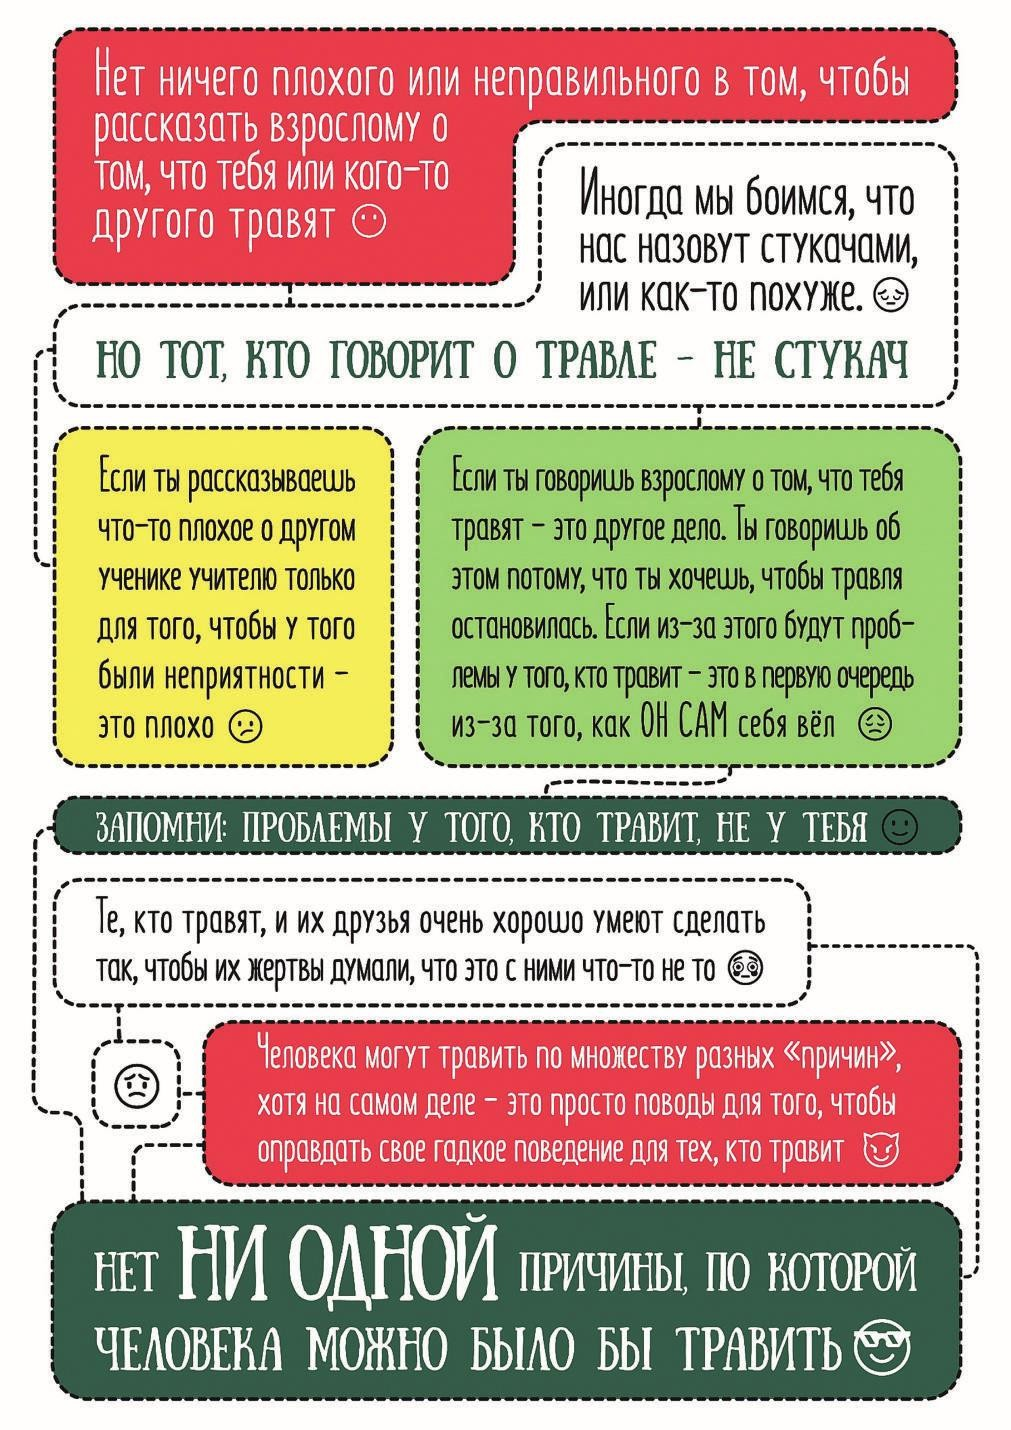 Нет ничего плохого или неправильного в том, чтобы
рассказать взрослому о
том, что тебя или кого-то
другого травят
Иногда мы боимся, что
нас назовут стукачами,
или как-то похуже.
НО ТОТ, КТО ГОВОРИТ О ТРАВЛЕ - НЕ СТУКАЧ
Если ты рассказываешь
что-то плохое о другом
ученике учителю только
для того, чтобы у того
были неприятности -
это плохо
Если ты говоришь взрослому о том, что тебя
травят - это другое дело. Ты говоришь об
этом потому, что ты хочешь, чтобы травля
остановилась. Если из-за этого будут проб-
лемы у того, кто травит - это в первую очередь
из-за того, как ОН САМ себя вёл
ЗАПОМНИ: ПРОБЛЕМЫ У ТОГО, КТО ТРАВИТ, НЕ У ТЕБЯ
Те, кто травят, и их друзья очень хорошо умеют сделать
так, чтобы их жертвы думали, что это с ними что-то не то
Человека могут травить по множеству разных «причин»,
хотя на самом деле - это просто поводы для того, чтобы
оправдать свое гадкое поведение для тех, кто травит
НЕТ НИ ОДНОЙ ПРИЧИНЫ, ПО КОТОРОЙ
ЧЕЛОВЕКА МОЖНО БЫЛО БЫ ТРАВИТЬ